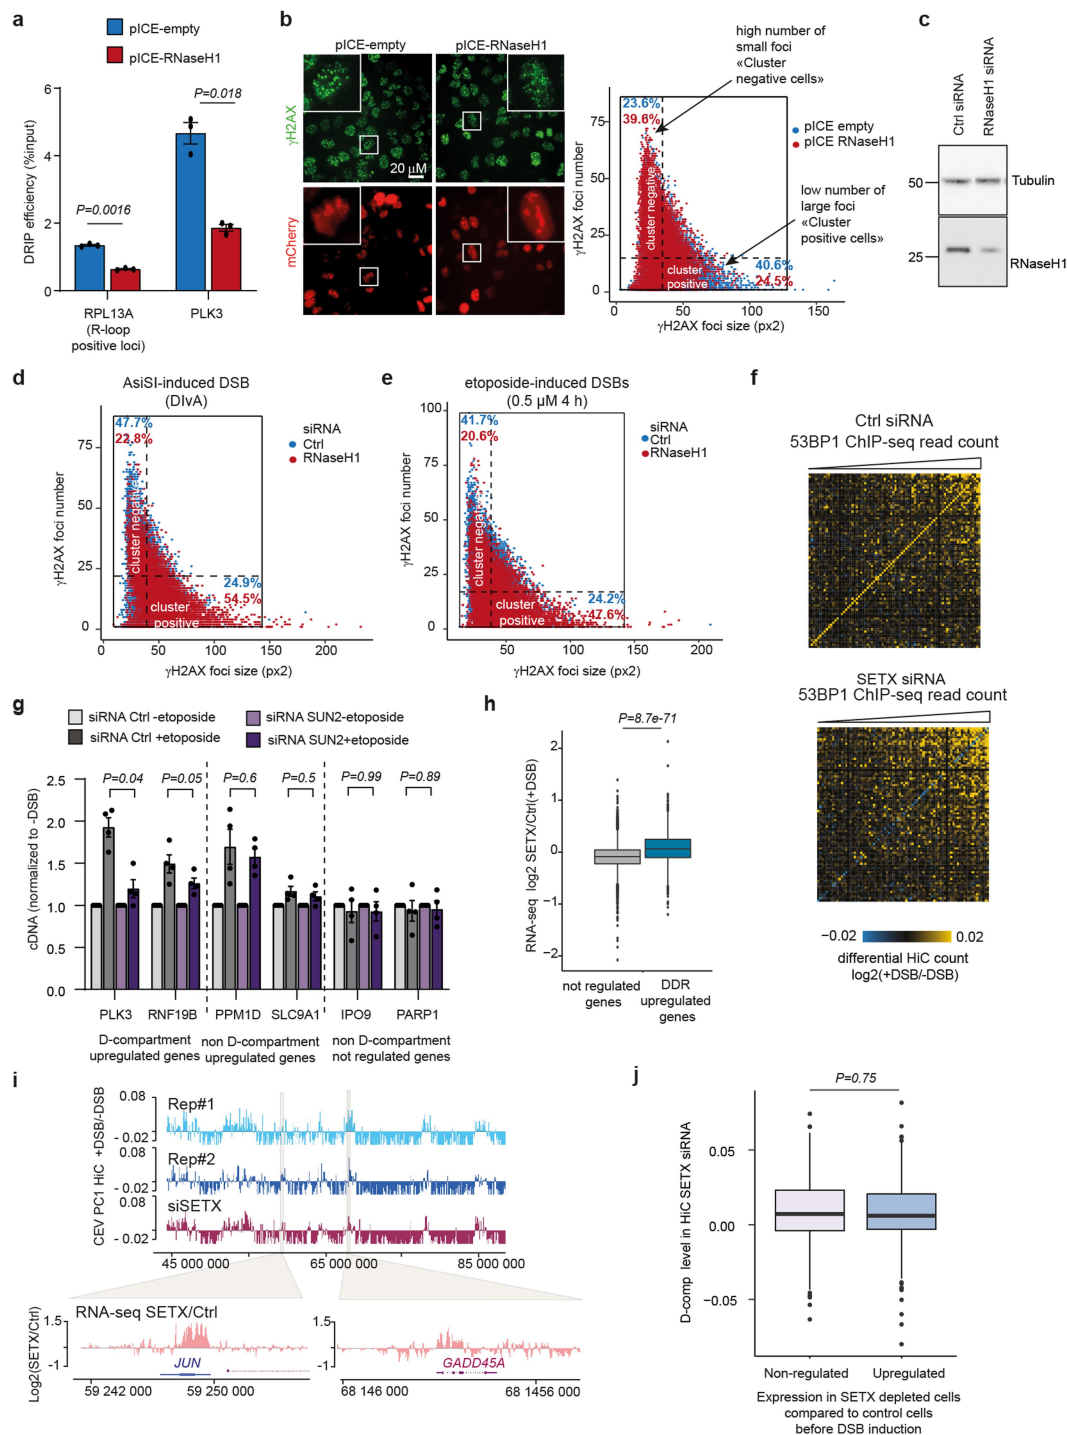 a
pICE-empty
pICE-RNaseH1
DRIP efficiency (%input)
6
4
2
0
P=0.0016
P=0.018
RPL13A
(R-loop
positive loci)
PLK3
b
pICE-empty
pICE-RNaseH1
γH2AX
mCherry
20 μM
high number of
small foci
«Cluster
negative cells»
23.6%
39.6%
pICE empty
pICE RNaseH1
low number of
large foci
«Cluster
positive cells»
40.6%
24.5%
cluster negative
cluster
positive
γH2AX foci number
75
50
25
0
0
50
100
150
γH2AX foci size (px2)
c
Ctrl siRNA
RNaseH1 siRNA
50
Tubulin
25
RNaseH1
d
AsiSI-induced DSB
(DIvA)
47.7%
22.8%
siRNA
Ctrl
RNaseH1
24.9%
54.5%
cluster negative
cluster
positive
γH2AX foci number
75
50
25
0
0
50
100
150
200
γH2AX foci size (px2)
e
etoposide-induced DSBs
(0.5 μM 4 h)
41.7%
20.6%
siRNA
Ctrl
RNaseH1
24.2%
47.6%
cluster negative
cluster
positive
γH2AX foci number
100
75
50
25
0
50
100
150
200
γH2AX foci size (px2)
f
Ctrl siRNA
53BP1 ChIP-seq read count
SETX siRNA
53BP1 ChIP-seq read count
−0.02
0.02
differential HiC count
log2(+DSB/-DSB)
g
siRNA Ctrl -etoposide
siRNA Ctrl +etoposide
siRNA SUN2-etoposide
siRNA SUN2+etoposide
cDNA (normalized to -DSB)
2.5
2.0
1.5
1.0
0.5
0.0
P=0.04
P=0.05
P=0.6
P=0.5
P=0.99
P=0.89
PLK3
RNF19B
PPM1D
SLC9A1
IPO9
PARP1
D-compartment
upregulated genes
non D-compartment
upregulated genes
non D-compartment
not regulated genes
h
P=8.7e-71
RNA-seq log2 SETX/Ctrl(+DSB)
2
1
0
−1
−2
not regulated
genes
DDR
upregulated
genes
i
CEV PC1 HiC +DSB/-DSB
0.08
- 0.02
Rep#1
0.08
- 0.02
Rep#2
0.08
- 0.02
siSETX
45 000 000
65 000 000
85 000 000
RNA-seq SETX/Ctrl
Log2(SETX/Ctrl)
1.5
-1
JUN
59 242 000
59 250 000
1.5
-1
GADD45A
68 146 000
68 1456 000
j
P=0.75
D-comp level in HiC SETX siRNA
0.05
0.00
−0.05
Non-regulated
Upregulated
Expression in SETX depleted cells
compared to control cells
before DSB induction